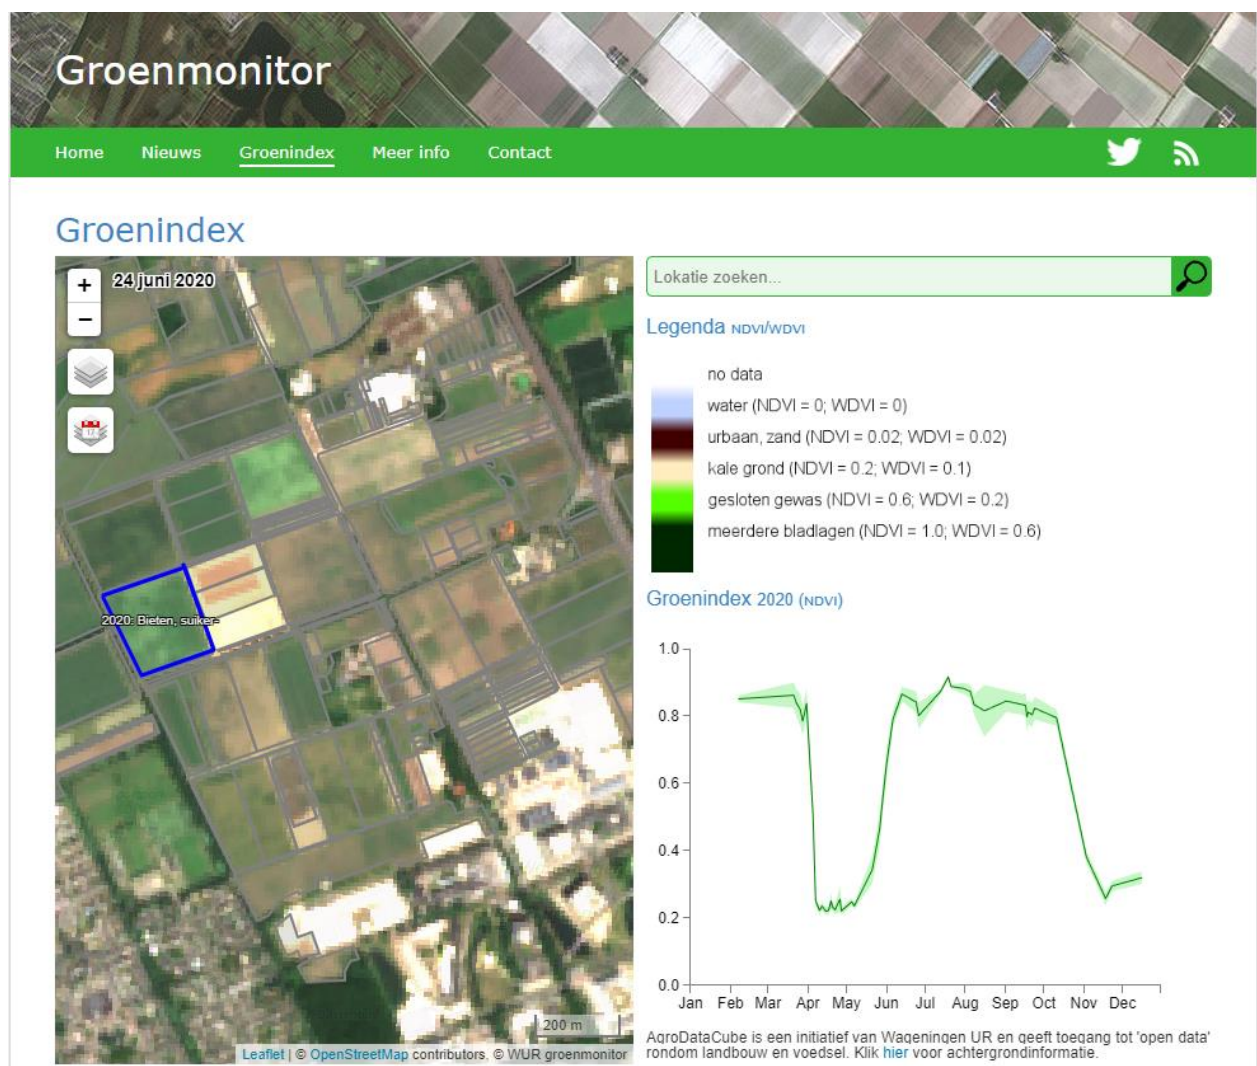 Groenmonitor
Home Nieuws Groenindex Meer info Contact
Groenindex
+
24 juni 2020
−
2020: Bieten, suiker-
200 m
Leaflet | © OpenStreetMap contributors, © WUR groenmonitor
Lokatie zoeken...
Legenda NDVI/WDVI
no data
water (NDVI = 0; WDVI = 0)
urbaan, zand (NDVI = 0.02; WDVI = 0.02)
kale grond (NDVI = 0.2; WDVI = 0.1)
gesloten gewas (NDVI = 0.6; WDVI = 0.2)
meerdere bladlagen (NDVI = 1.0; WDVI = 0.6)
Groenindex 2020 (NDVI)
1.0
0.8
0.6
0.4
0.2
0.0
Jan Feb Mar Apr May Jun Jul Aug Sep Oct Nov Dec
AgroDataCube is een initiatief van Wageningen UR en geeft toegang tot 'open data'
rondom landbouw en voedsel. Klik hier voor achtergrondinformatie.